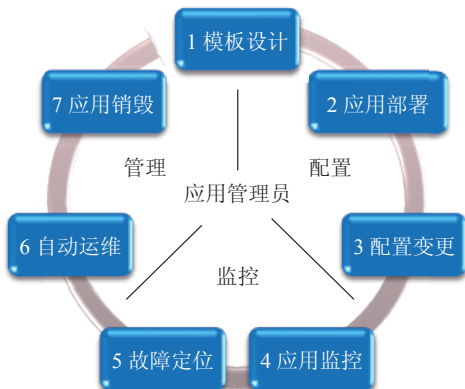 1 模板设计
2 应用部署
3 配置变更
4 应用监控
5 故障定位
6 自动运维
7 应用销毁
管理
配置
应用管理员
监控